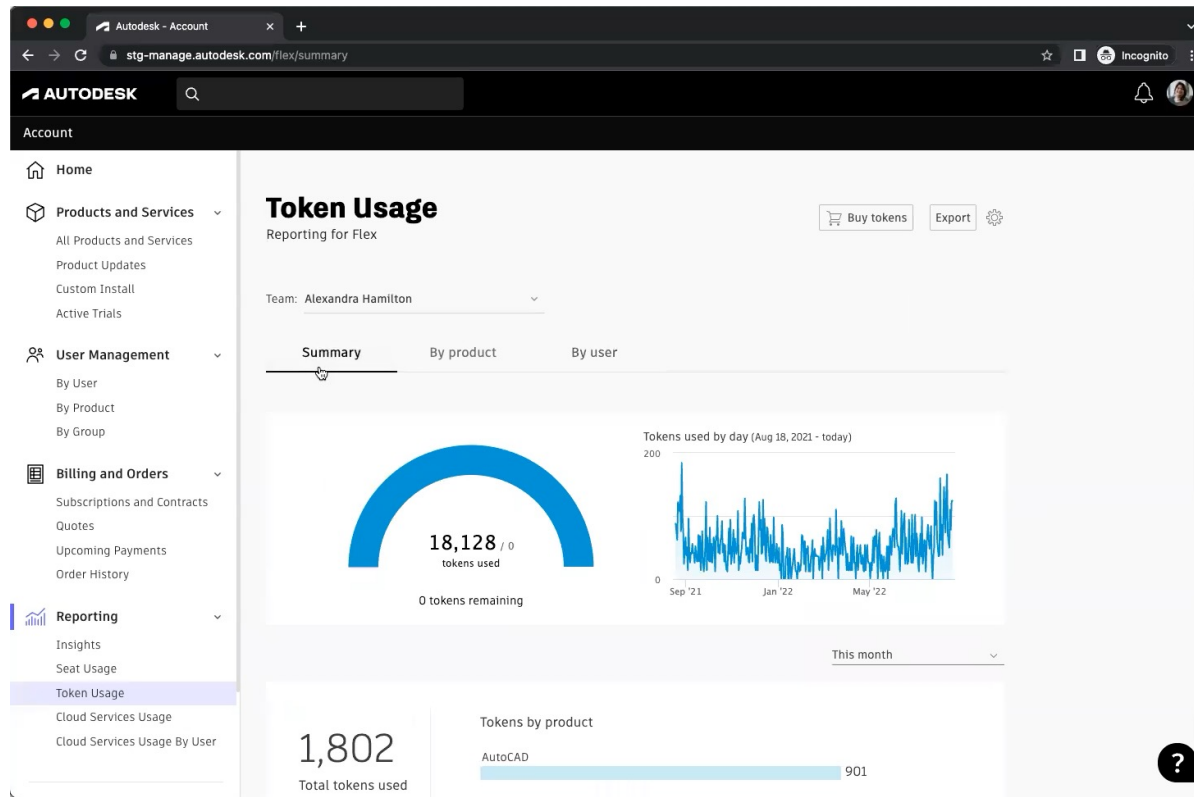 Autodesk - Account
stg-manage.autodesk.com/flex/summary
Incognito
AUTODESK
Account
Home
Products and Services
All Products and Services
Product Updates
Custom Install
Active Trials
User Management
By User
By Product
By Group
Billing and Orders
Subscriptions and Contracts
Quotes
Upcoming Payments
Order History
Reporting
Insights
Seat Usage
Token Usage
Cloud Services Usage
Cloud Services Usage By User
Token Usage
Reporting for Flex
Buy tokens
Export
Team: Alexandra Hamilton
Summary
By product
By user
18,128 / 0
tokens used
0 tokens remaining
Tokens used by day (Aug 18, 2021 - today)
200
0
Sep '21
Jan '22
May '22
This month
1,802
Total tokens used
Tokens by product
AutoCAD
901
?